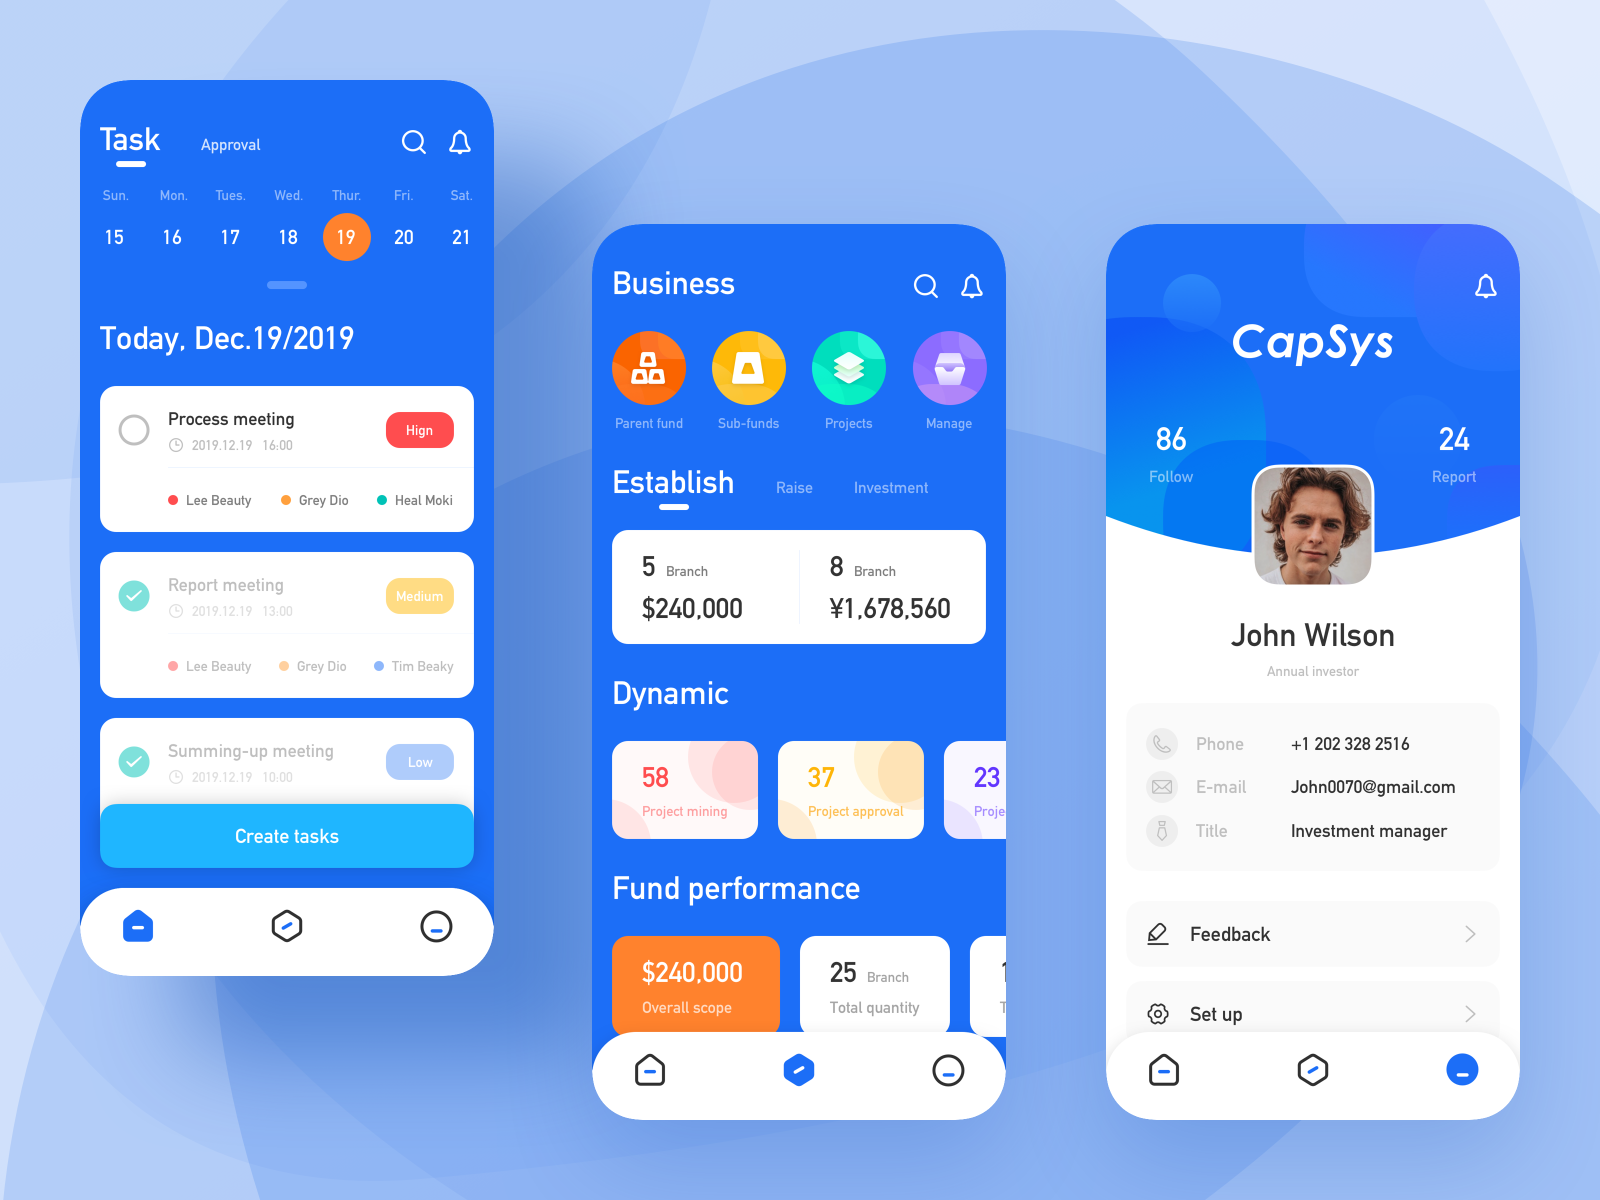 Task
Approval
Sun. Mon. Tues. Wed. Thur. Fri. Sat.
15 16 17 18 19 20 21
Today, Dec.19/2019
Process meeting
Hign
2019.12.19 16:00
Lee Beauty Grey Dio Heal Moki
Report meeting
Medium
2019.12.19 13:00
Lee Beauty Grey Dio Tim Beaky
Summing-up meeting
Low
2019.12.19 10:00
Create tasks
Business
Parent fund Sub-funds Projects Manage
Establish Raise Investment
5 Branch
$240,000
8 Branch
¥1,678,560
Dynamic
58
Project mining
37
Project approval
23
Proje
Fund performance
$240,000
Overall scope
25 Branch
Total quantity
CapSys
86
Follow
24
Report
John Wilson
Annual investor
Phone +1 202 328 2516
E-mail John0070@gmail.com
Title Investment manager
Feedback
Set up